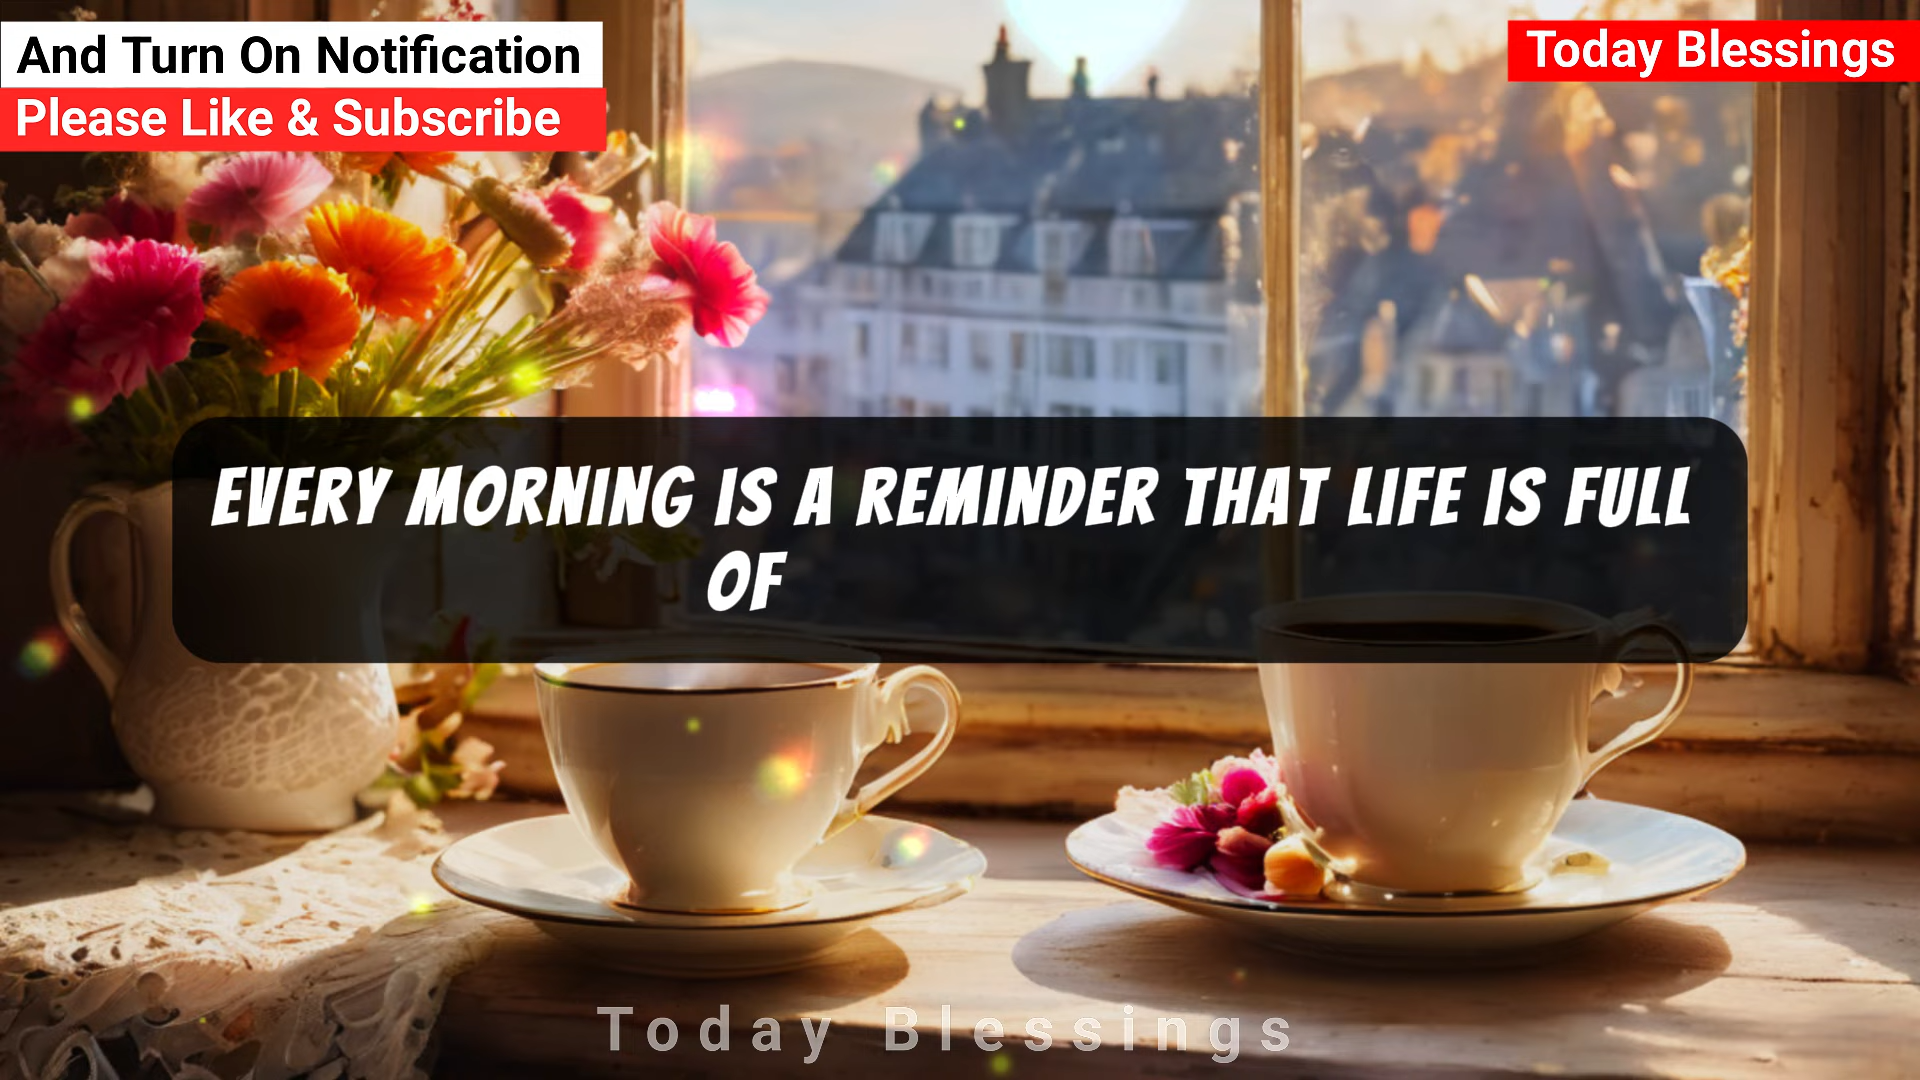 And Turn On Notification
Please Like & Subscribe
Today Blessings
EVERY MORNING IS A REMINDER THAT LIFE IS FULL
OF
Today Blessings